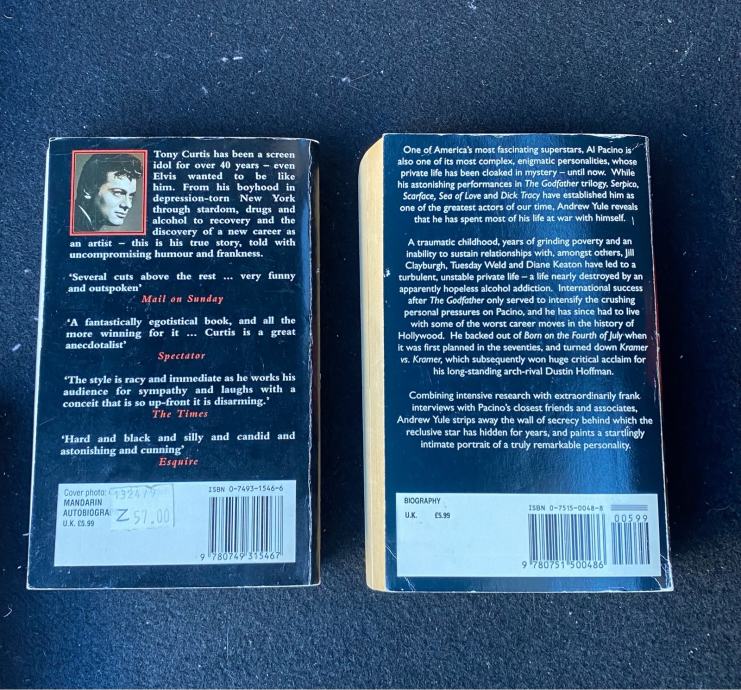 Tony Curtis has been a screen
idol for over 40 years – even
Elvis wanted to be like
him. From his boyhood in
depression-torn New York
through stardom, drugs and
alcohol to recovery and the
discovery of a new career as
an artist – this is his true story, told with
uncompromising humour and frankness.
‘Several cuts above the rest ... very funny
and outspoken’
Mail on Sunday
‘A fantastically egotistical book, and all the
more winning for it ... Curtis is a great
anecdotalist’
Spectator
‘The style is racy and immediate as he works his
audience for sympathy and laughs with a
conceit that is so up-front it is disarming.’
The Times
‘Hard and black and silly and candid and
astonishing and cunning’
Esquire
Cover photo:
MANDARIN
AUTOBIOGRA
U.K. £5.99
Z 57.00
ISBN 0-7493-1546-6
9 780749 315467
One of America's most fascinating superstars, Al Pacino is
also one of its most complex, enigmatic personalities, whose
private life has been cloaked in mystery – until now. While
his astonishing performances in The Godfather trilogy, Serpico,
Scarface, Sea of Love and Dick Tracy have established him as
one of the greatest actors of our time, Andrew Yule reveals
that he has spent most of his life at war with himself.
A traumatic childhood, years of grinding poverty and an
inability to sustain relationships with, amongst others, Jill
Clayburgh, Tuesday Weld and Diane Keaton have led to a
turbulent, unstable private life – a life nearly destroyed by an
apparently hopeless alcohol addiction. International success
after The Godfather only served to intensify the crushing
personal pressures on Pacino, and he has since had to live
with some of the worst career moves in the history of
Hollywood. He backed out of Born on the Fourth of July when
it was first planned in the seventies, and turned down Kramer
vs. Kramer, which subsequently won huge critical acclaim for
his long-standing arch-rival Dustin Hoffman.
Combining intensive research with extraordinarily frank
interviews with Pacino's closest friends and associates,
Andrew Yule strips away the wall of secrecy behind which the
reclusive star has hidden for years, and paints a startlingly
intimate portrait of a truly remarkable personality.
BIOGRAPHY
U.K. £5.99
ISBN 0-7515-0048-8
00599
9 780751 500486